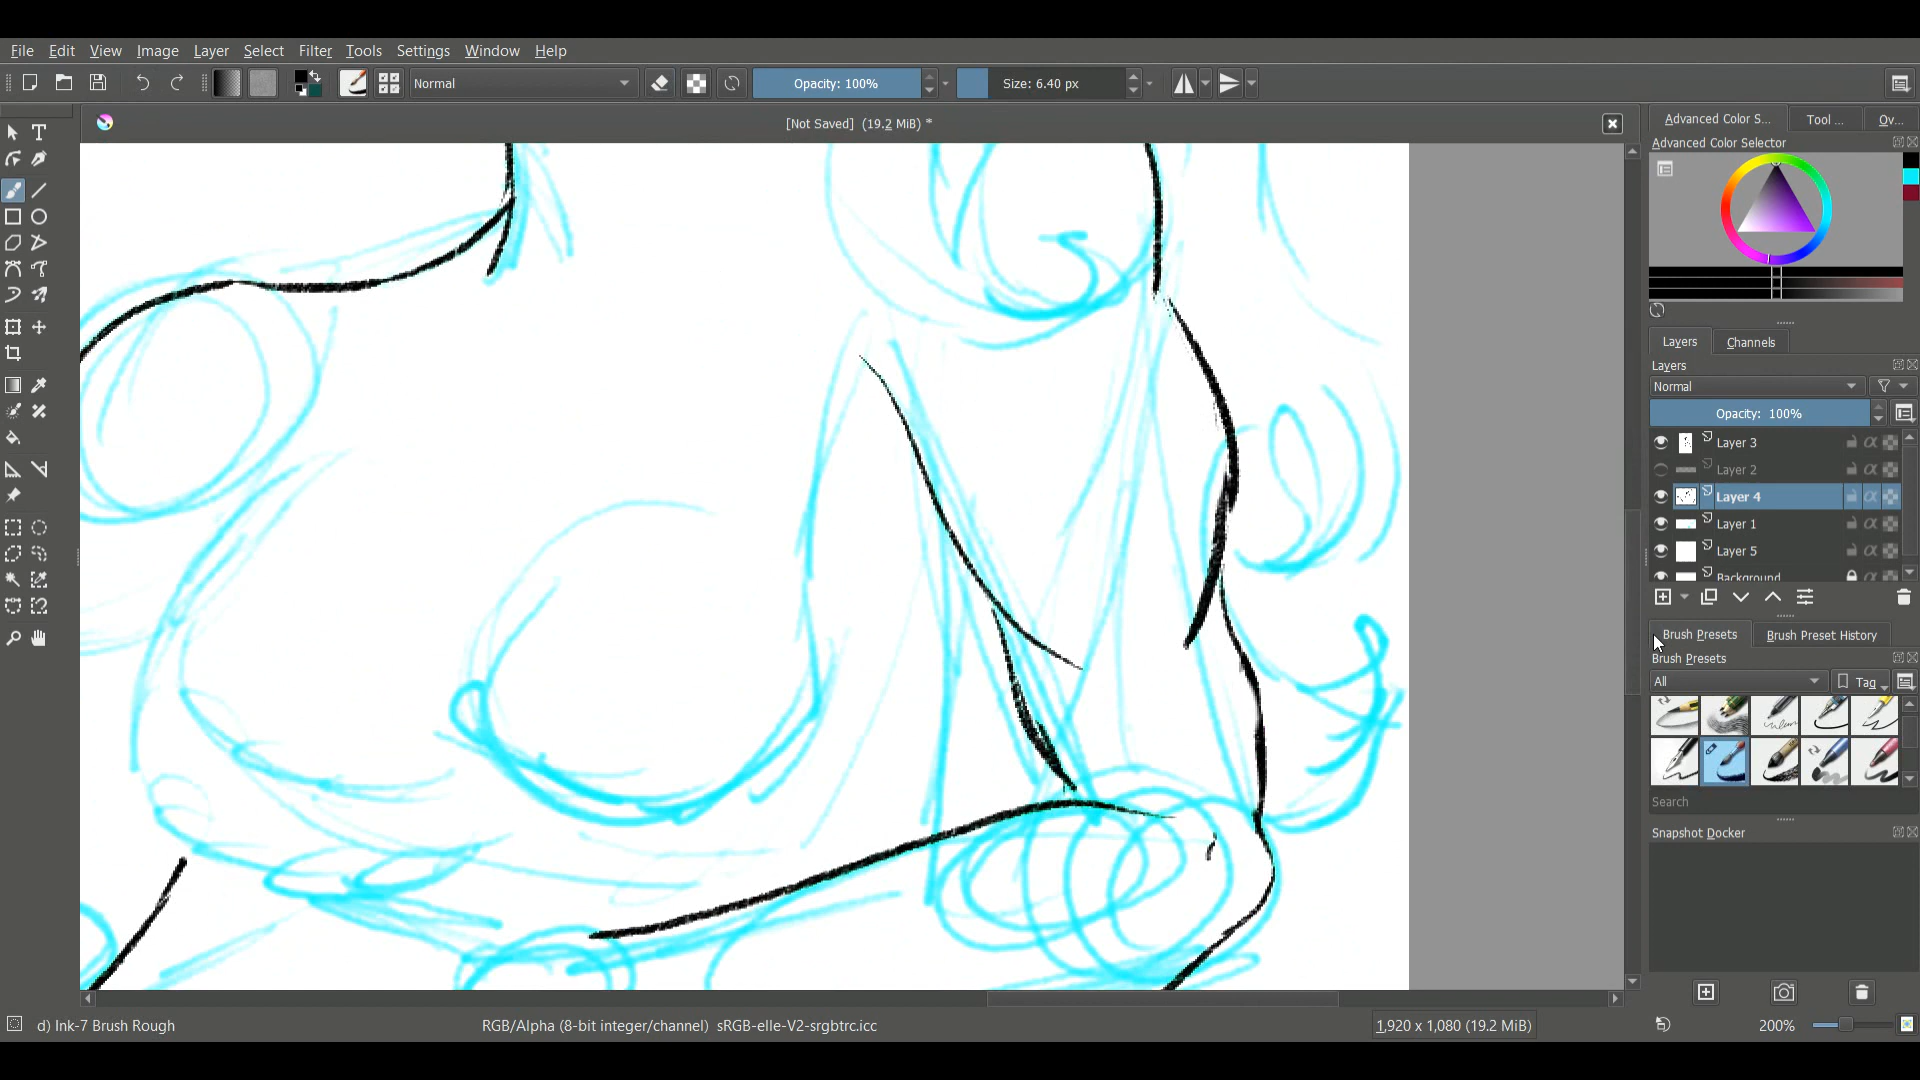 File Edit View Image Layer Select Filter Tools Settings Window Help
Normal Opacity: 100% Size: 6.40 px
[Not Saved] (19.2 MiB) *
Advanced Color S... Tool ... Ov...
Advanced Color Selector
Layers Channels
Layers
Normal
Opacity: 100%
Layer 3
Layer 2
Layer 4
Layer 1
Layer 5
Background
Brush Presets Brush Preset History
Brush Presets
All Tag
Search
Snapshot Docker
d) Ink-7 Brush Rough RGB/Alpha (8-bit integer/channel) sRGB-elle-V2-srgbtrc.icc 1,920 x 1,080 (19.2 MiB) 200%